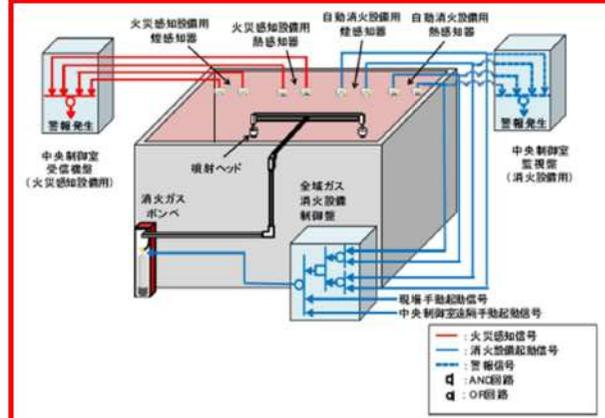 火災感知設備用
煙感知器
火災感知設備用
熱感知器
自動消火設備用
煙感知器
自動消火設備用
熱感知器
警報発生
中央制御室
受信機盤
(火災感知設備用)
警報発生
中央制御室
監視盤
(消火設備用)
噴射ヘッド
消火ガス
ボンベ
全域ガス
消火設備
制御盤
現場手動起動信号
中央制御室遠隔手動起動信号
:火災感知信号
:消火設備起動信号
:警報信号
:AND回路
:OR回路